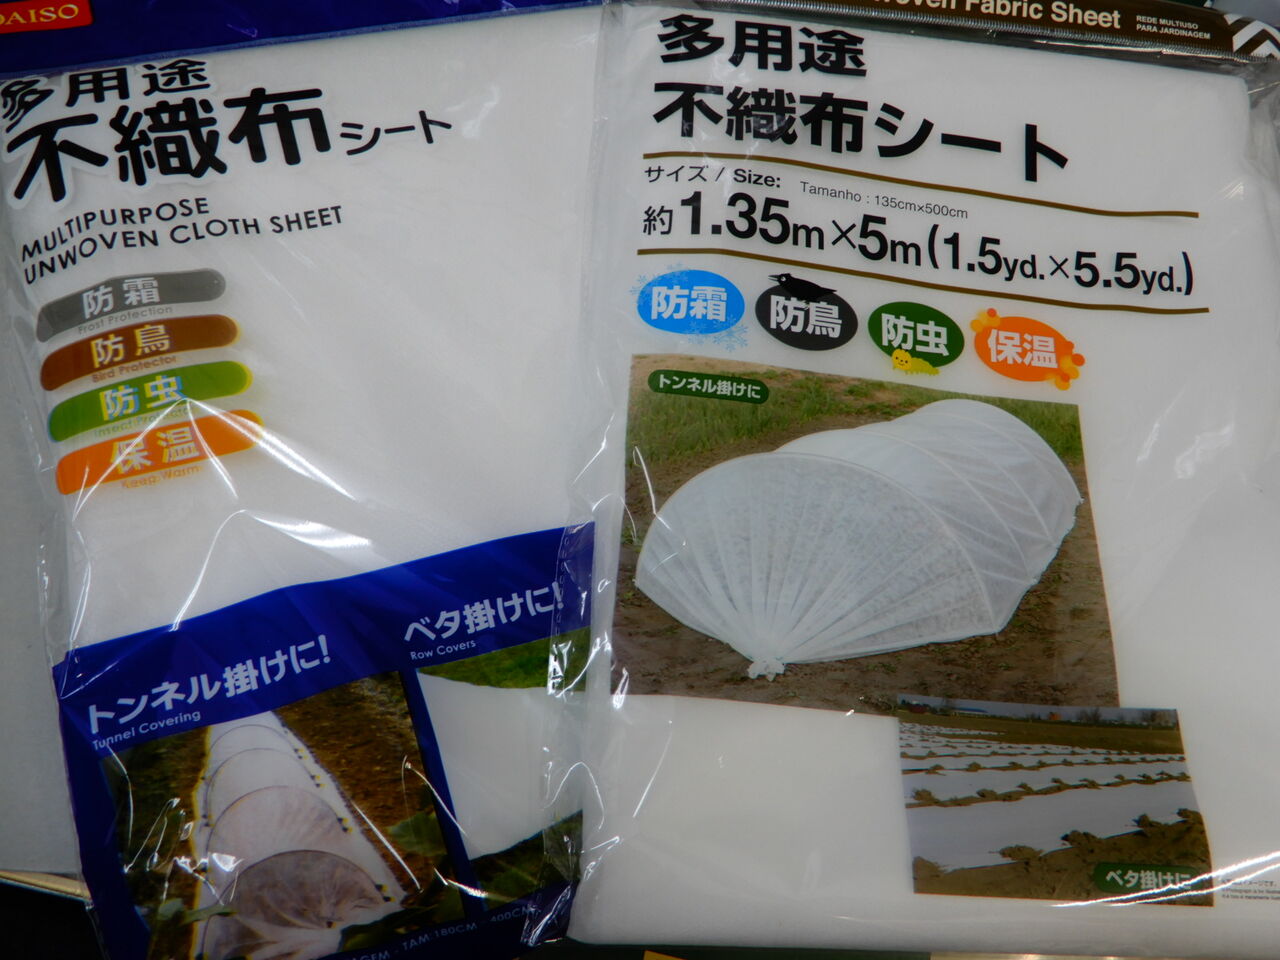 DAISO
多用途
不織布シート
MULTIPURPOSE
UNWOVEN CLOTH SHEET
防霜
Frost Protection
防鳥
Bird Protector
防虫
保温
Keep Warm
トンネル掛けに!
Tunnel Covering
ベタ掛けに!
Row Covers
TAM 180CM - 400CM
Fabric Sheet
REDE MULTIUSO
PARA JARDINAGEM
多用途
不織布シート
サイズ / Size: Tamanho : 135cm×500cm
約1.35m×5m(1.5yd.×5.5yd.)
防霜
防鳥
防虫
保温
トンネル掛けに
ベタ掛けに